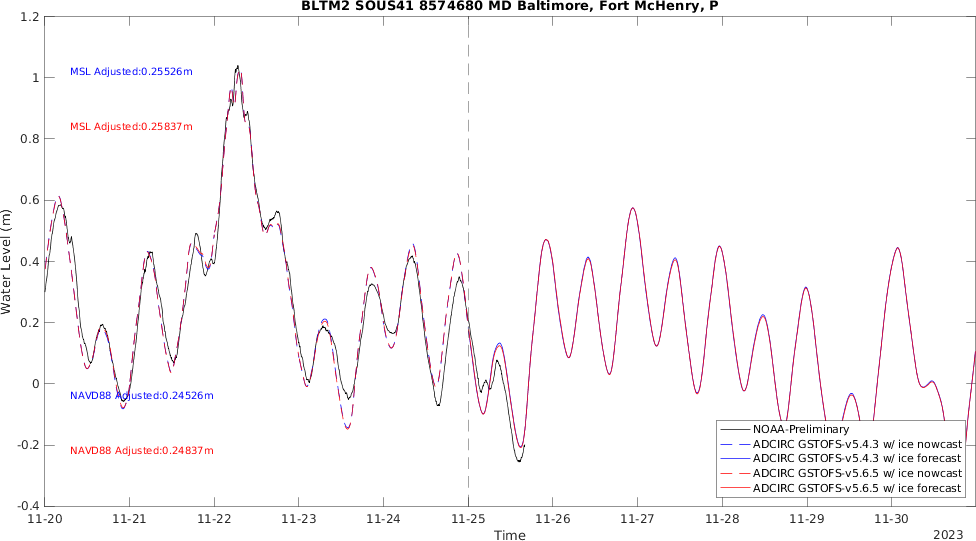 BLTM2 SOUS41 8574680 MD Baltimore, Fort McHenry, P
1.2
1
0.8
0.6
0.4
0.2
0
-0.2
-0.4
Water Level (m)
MSL Adjusted:0.25526m
MSL Adjusted:0.25837m
NAVD88 Adjusted:0.24526m
NAVD88 Adjusted:0.24837m
NOAA-Preliminary
ADCIRC GSTOFS-v5.4.3 w/ ice nowcast
ADCIRC GSTOFS-v5.4.3 w/ ice forecast
ADCIRC GSTOFS-v5.6.5 w/ ice nowcast
ADCIRC GSTOFS-v5.6.5 w/ ice forecast
11-20 11-21 11-22 11-23 11-24 11-25 11-26 11-27 11-28 11-29 11-30
Time
2023